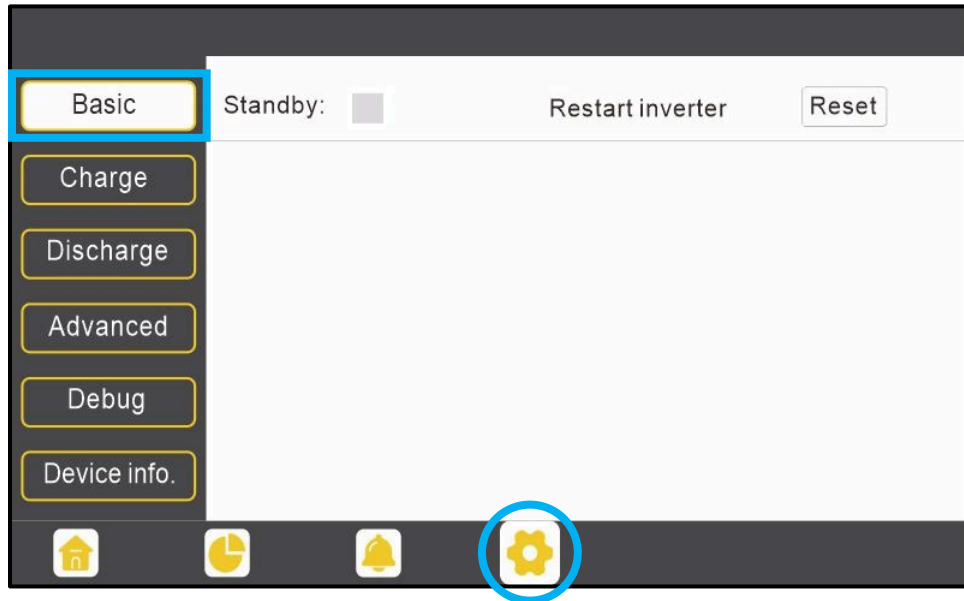 Basic
Standby:
Restart inverter
Reset
Charge
Discharge
Advanced
Debug
Device info.